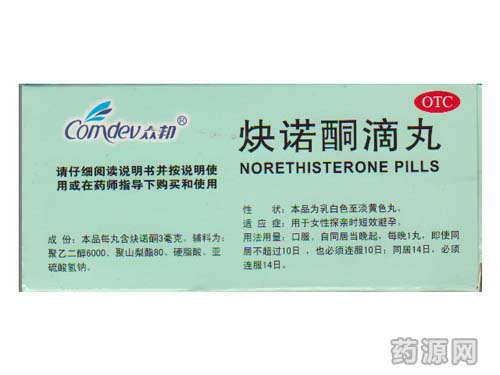 Comdev众邦®
OTC
炔诺酮滴丸
NORETHISTERONE PILLS
请仔细阅读说明书并按说明使
用或在药师指导下购买和使用
成 份：本品每丸含炔诺酮3毫克。辅料为：
聚乙二醇6000、聚山梨酯80、硬脂酸、亚
硫酸氢钠。
性 状：本品为乳白色至淡黄色丸。
适 应 症：用于女性探亲时短效避孕。
用法用量：口服。自同居当晚起，每晚1丸，即使同
居不超过10日，也必须连服10日；同居14日，必须
连服14日。
药源网